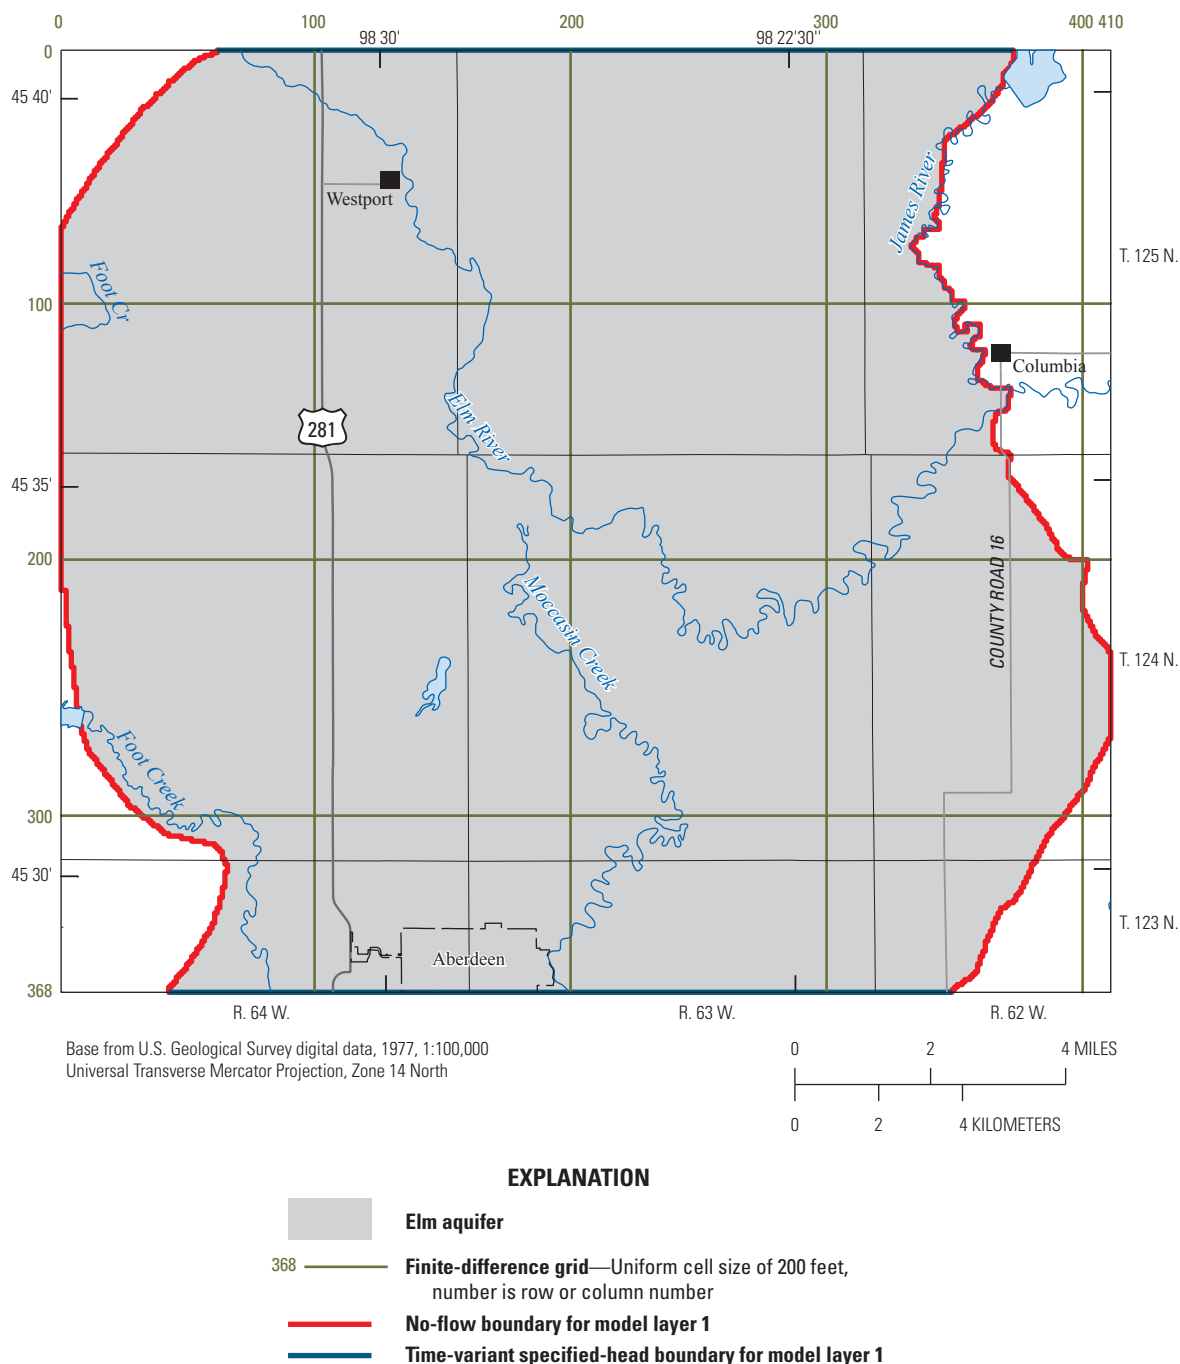 0
100
200
300
400 410
98 30'
98 22'30"
0
45 40'
Westport
James River
T. 125 N.
Foot Cr
100
Columbia
Elm River
281
45 35'
200
COUNTY ROAD 16
Moccasin Creek
T. 124 N.
Foot Creek
300
45 30'
T. 123 N.
Aberdeen
368
R. 64 W.
R. 63 W.
R. 62 W.
Base from U.S. Geological Survey digital data, 1977, 1:100,000
Universal Transverse Mercator Projection, Zone 14 North
0 2 4 MILES
0 2 4 KILOMETERS
EXPLANATION
Elm aquifer
368
Finite-difference grid—Uniform cell size of 200 feet,
number is row or column number
No-flow boundary for model layer 1
Time-variant specified-head boundary for model layer 1